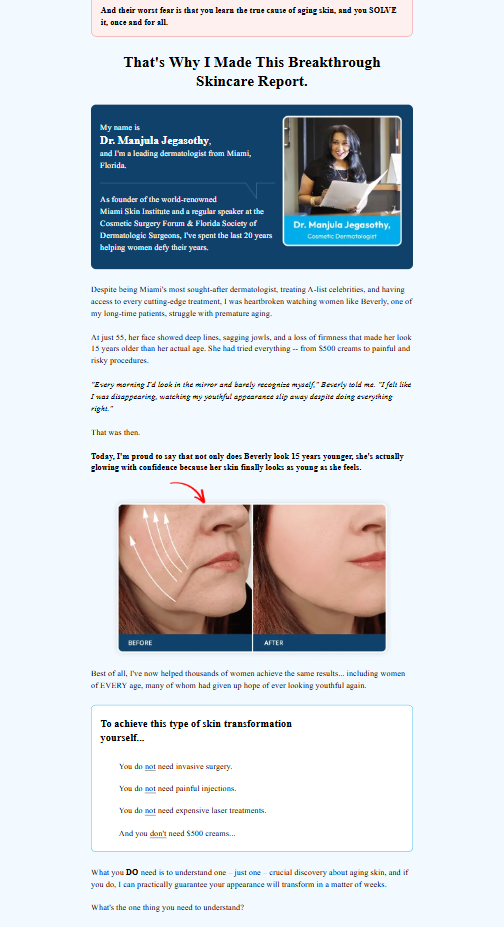 And their worst fear is that you learn the true cause of aging skin, and you SOLVE
it, once and for all.
That's Why I Made This Breakthrough
Skincare Report.
My name is
Dr. Manjula Jegasothy,
and I'm a leading dermatologist from Miami,
Florida.
As founder of the world-renowned
Miami Skin Institute and a regular speaker at the
Cosmetic Surgery Forum & Florida Society of
Dermatologic Surgeons, I've spent the last 20 years
helping women defy their years.
Dr. Manjula Jegasothy,
Cosmetic Dermatologist
Despite being Miami's most sought-after dermatologist, treating A-list celebrities, and having
access to every cutting-edge treatment, I was heartbroken watching women like Beverly, one of
my long-time patients, struggle with premature aging.
At just 55, her face showed deep lines, sagging jowls, and a loss of firmness that made her look
15 years older than her actual age. She had tried everything -- from $500 creams to painful and
risky procedures.
"Every morning I'd look in the mirror and barely recognize myself," Beverly told me. "I felt like
I was disappearing, watching my youthful appearance slip away despite doing everything
right."
That was then.
Today, I'm proud to say that not only does Beverly look 15 years younger, she's actually
glowing with confidence because her skin finally looks as young as she feels.
BEFORE
AFTER
Best of all, I've now helped thousands of women achieve the same results... including women
of EVERY age, many of whom had given up hope of ever looking youthful again.
To achieve this type of skin transformation
yourself...
You do not need invasive surgery.
You do not need painful injections.
You do not need expensive laser treatments.
And you don't need $500 creams...
What you DO need is to understand one – just one – crucial discovery about aging skin, and if
you do, I can practically guarantee your appearance will transform in a matter of weeks.
What's the one thing you need to understand?